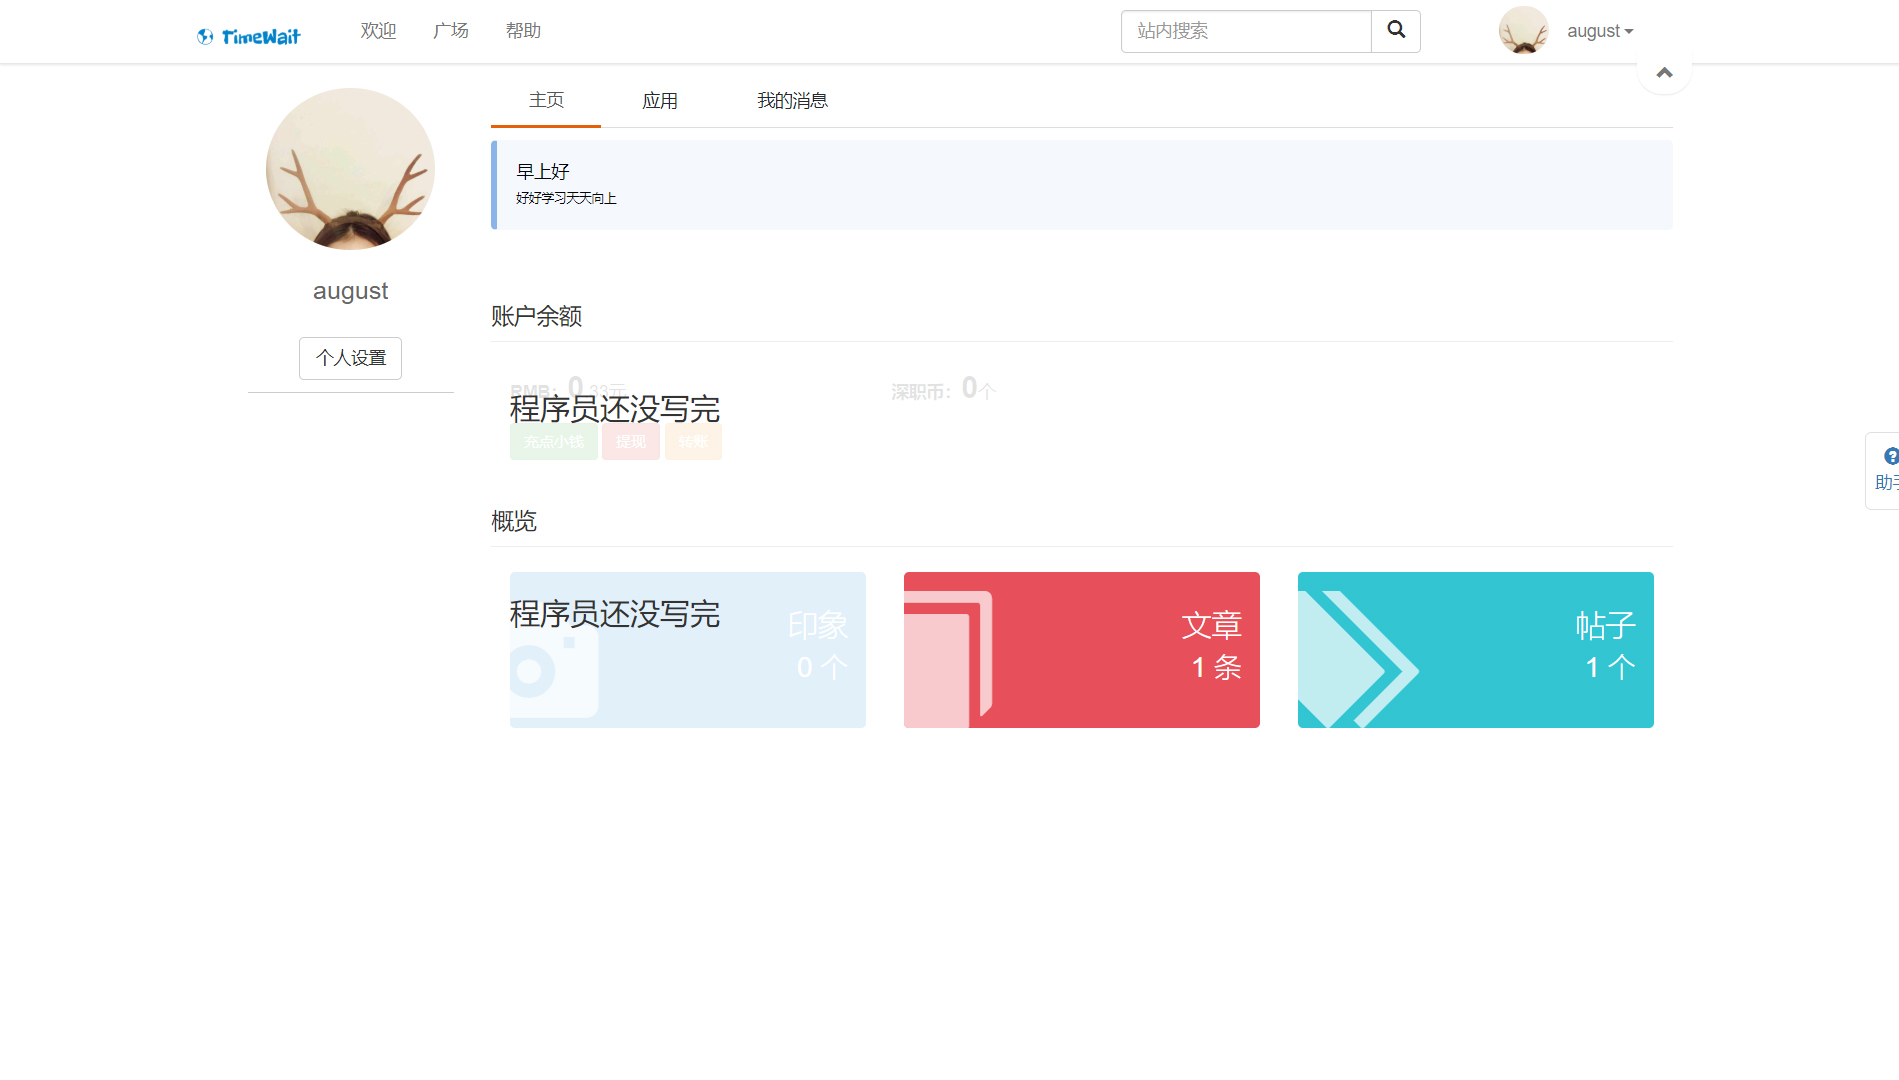 TimeWait
欢迎
广场
帮助
站内搜索
august
主页
应用
我的消息
早上好
好好学习天天向上
august
个人设置
账户余额
RMB：0.33元
深职币：0个
程序员还没写完
充点小钱
提现
转账
助手
概览
程序员还没写完
印象
0 个
文章
1 条
帖子
1 个